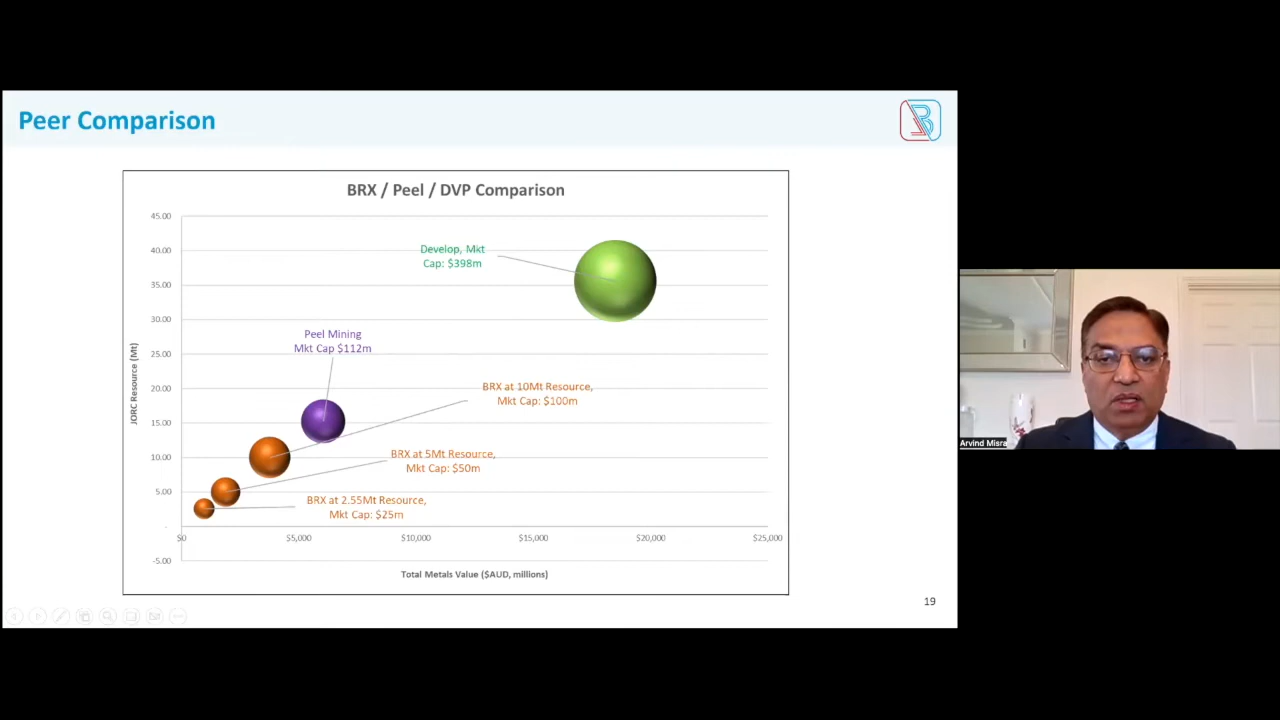 Peer Comparison
BRX / Peel / DVP Comparison
45.00
40.00
35.00
30.00
25.00
20.00
15.00
10.00
5.00
-
-5.00
JORC Resource (Mt)
Develop, Mkt
Cap: $398m
Peel Mining
Mkt Cap $112m
BRX at 10Mt Resource,
Mkt Cap: $100m
BRX at 5Mt Resource,
Mkt Cap: $50m
BRX at 2.55Mt Resource,
Mkt Cap: $25m
$0
$5,000
$10,000
$15,000
$20,000
$25,000
Total Metals Value ($AUD, millions)
19
Arvind Misra